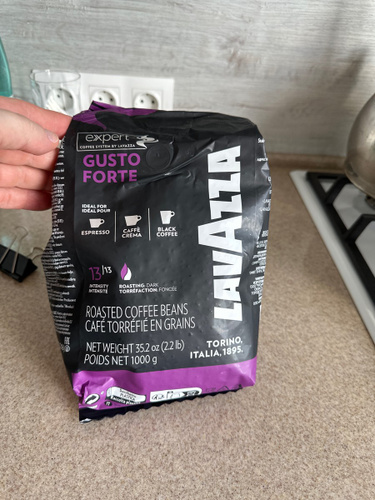 expert
COFFEE SYSTEM BY LAVAZZA
GUSTO
FORTE
IDEAL FOR
IDÉAL POUR
ESPRESSO
CAFFÈ
CREMA
BLACK
COFFEE
13/13
INTENSITY
INTENSITÉ
ROASTING: DARK
TORRÉFACTION: FONCÉE
ROASTED COFFEE BEANS
CAFÉ TORRÉFIÉ EN GRAINS
NET WEIGHT 35.2 oz (2.2 lb)
POIDS NET 1000 g
LAVAZZA
TORINO,
ITALIA, 1895.